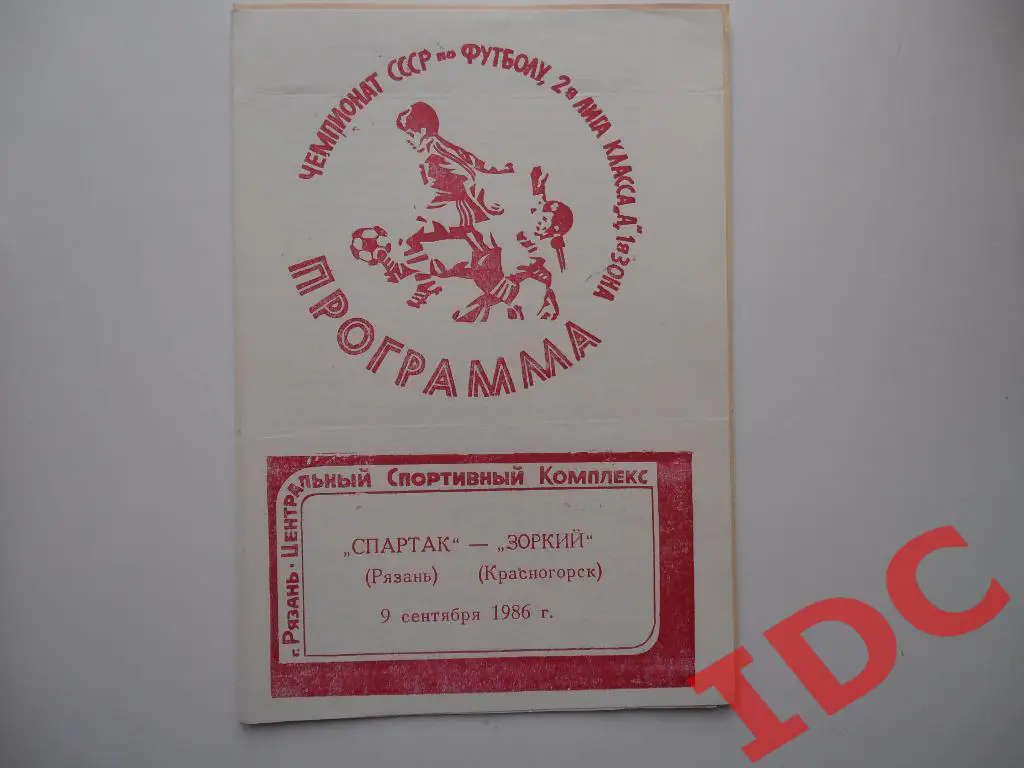 ЧЕМПИОНАТ СССР по ФУТБОЛУ, 2я ЛИГА КЛАССА „А" 1я ЗОНА
ПРОГРАММА
г. РЯЗАНЬ · ЦЕНТРАЛЬНЫЙ СПОРТИВНЫЙ КОМПЛЕКС
„СПАРТАК" — „ЗОРКИЙ"
(Рязань) (Красногорск)
9 сентября 1986 г.
IDC